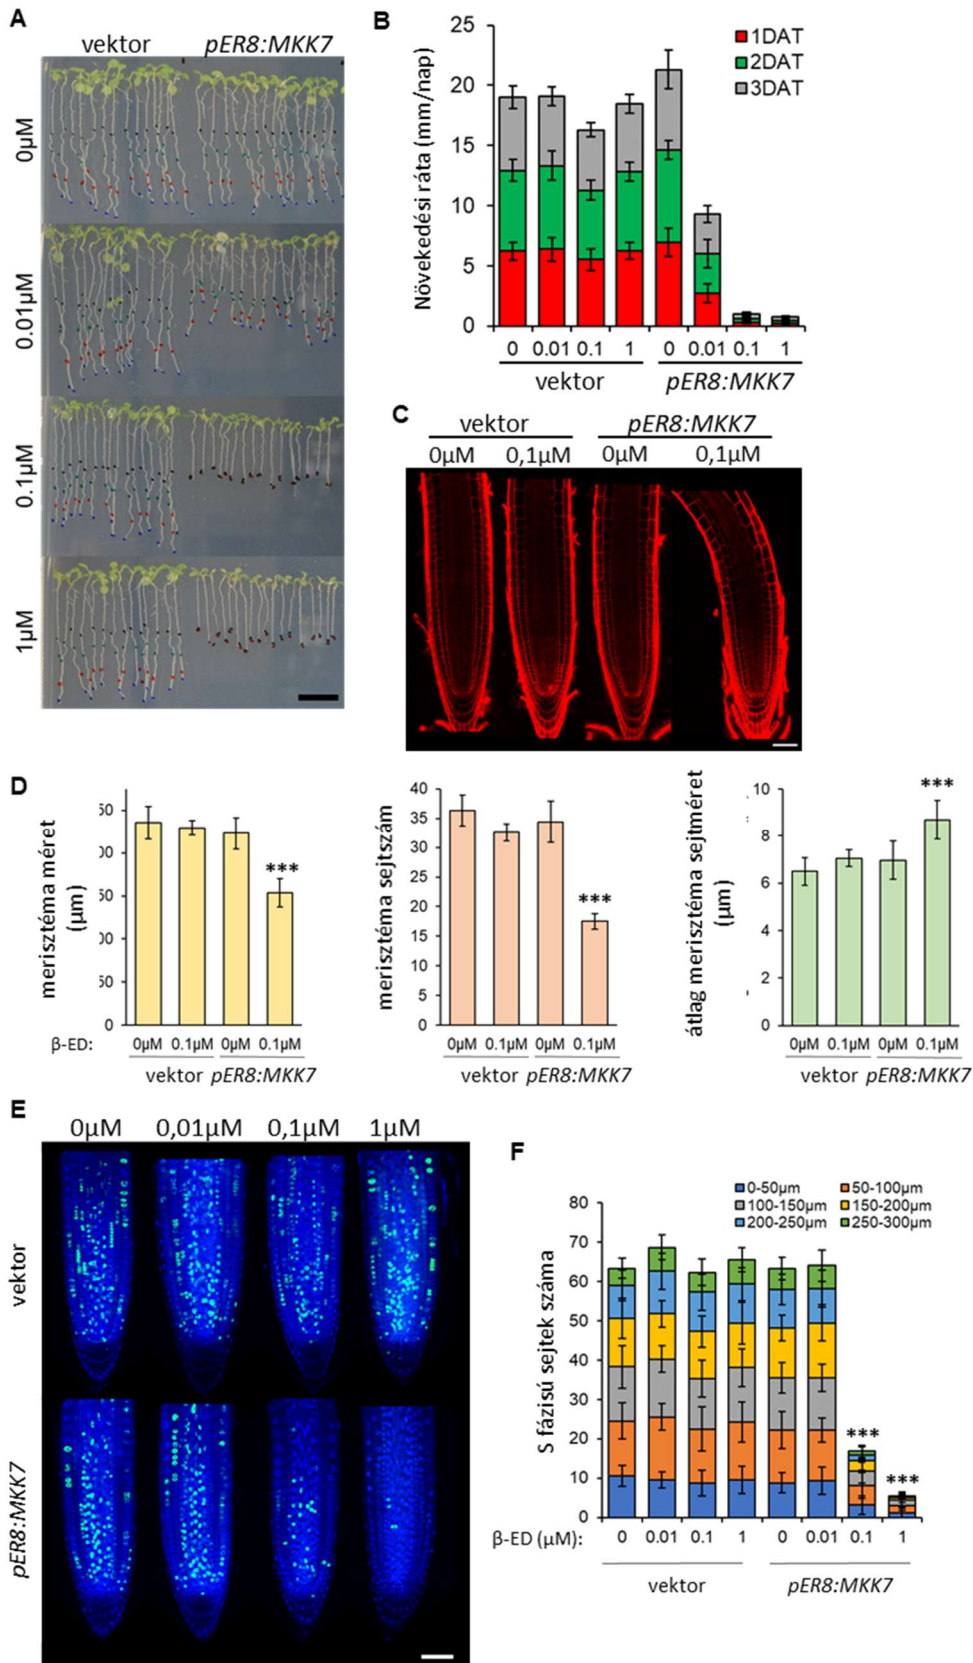 A
vektor pER8:MKK7
0µM
0.01µM
0.1µM
1µM
B
Növekedési ráta (mm/nap)
25
20
15
10
5
0
1DAT
2DAT
3DAT
0 0.01 0.1 1 0 0.01 0.1 1
vektor pER8:MKK7
C
vektor pER8:MKK7
0µM 0,1µM 0µM 0,1µM
D
merisztéma méret
(µm)
50
00
50
00
50
0
β-ED: 0µM 0.1µM 0µM 0.1µM
vektor pER8:MKK7
***
merisztéma sejtszám
40
35
30
25
20
15
10
5
0
***
0µM 0.1µM 0µM 0.1µM
vektor pER8:MKK7
átlag merisztéma sejtméret
(µm)
10
8
6
4
2
0
***
0µM 0.1µM 0µM 0.1µM
vektor pER8:MKK7
E
0µM 0,01µM 0,1µM 1µM
vektor
pER8:MKK7
F
S fázisú sejtek száma
80
70
60
50
40
30
20
10
0
0-50µm 50-100µm
100-150µm 150-200µm
200-250µm 250-300µm
***
***
β-ED (µM): 0 0.01 0.1 1 0 0.01 0.1 1
vektor pER8:MKK7